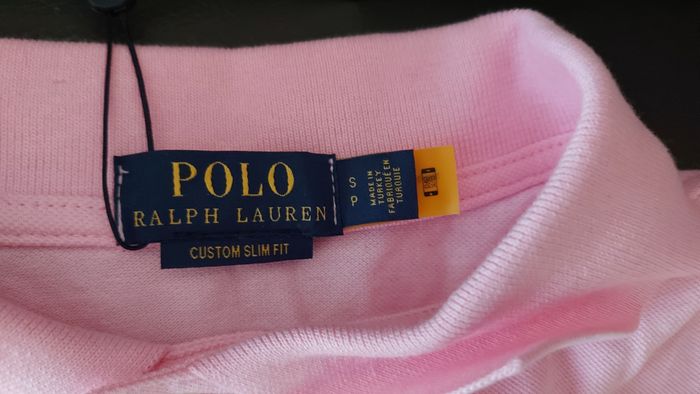 POLO
RALPH LAUREN
CUSTOM SLIM FIT
S
P
MADE IN
TURKEY
FABRIQUÉ EN
TURQUIE